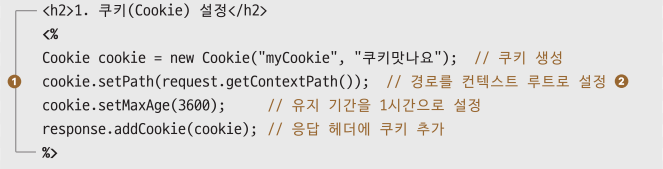 <h2>1. 쿠키(Cookie) 설정</h2>
<%
Cookie cookie = new Cookie("myCookie", "쿠키맛나요");  // 쿠키 생성
cookie.setPath(request.getContextPath());  // 경로를 컨텍스트 루트로 설정 ❷
❶ cookie.setMaxAge(3600);     // 유지 기간을 1시간으로 설정
response.addCookie(cookie); // 응답 헤더에 쿠키 추가
%>